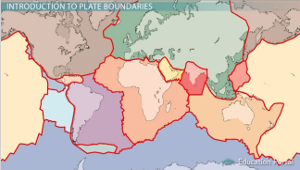 INTRODUCTION TO PLATE BOUNDARIES
Education Portal